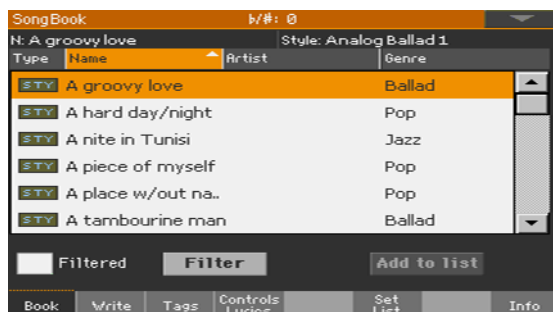 SongBook ♭/#: 0
N: A groovy love Style: Analog Ballad 1
Type Name Artist Genre
STY A groovy love Ballad
STY A hard day/night Pop
STY A nite in Tunisi Jazz
STY A piece of myself Pop
STY A place w/out na.. Pop
STY A tambourine man Ballad
Filtered Filter Add to list
Book Write Tags Controls Lyrics Set List Info